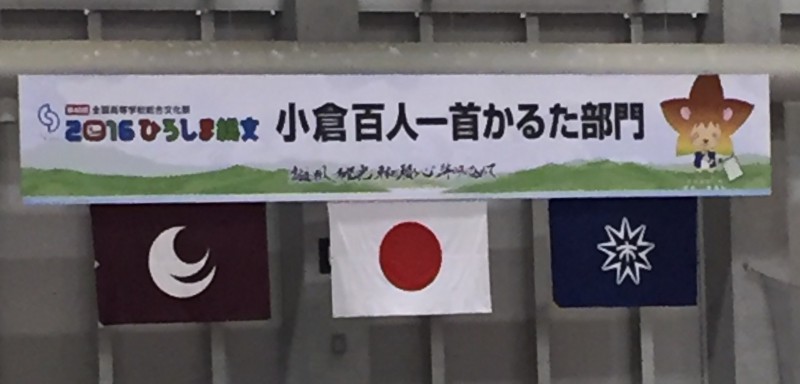 第40回 全国高等学校総合文化祭
2016 ひろしま総文
小倉百人一首かるた部門